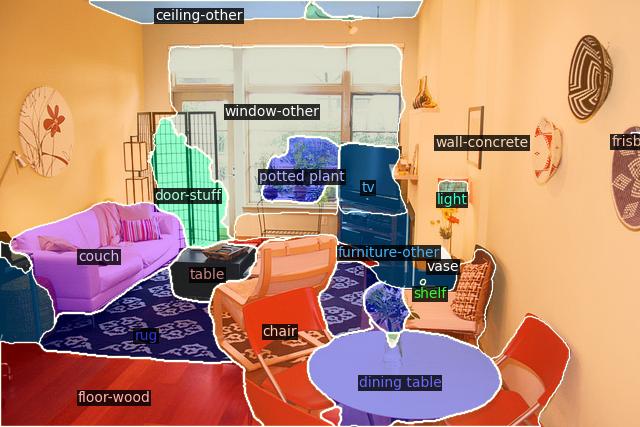 ceiling-other
window-other
wall-concrete
frisb
potted plant
tv
door-stuff
light
couch
furniture-other
table
vase
shelf
rug
chair
dining table
floor-wood